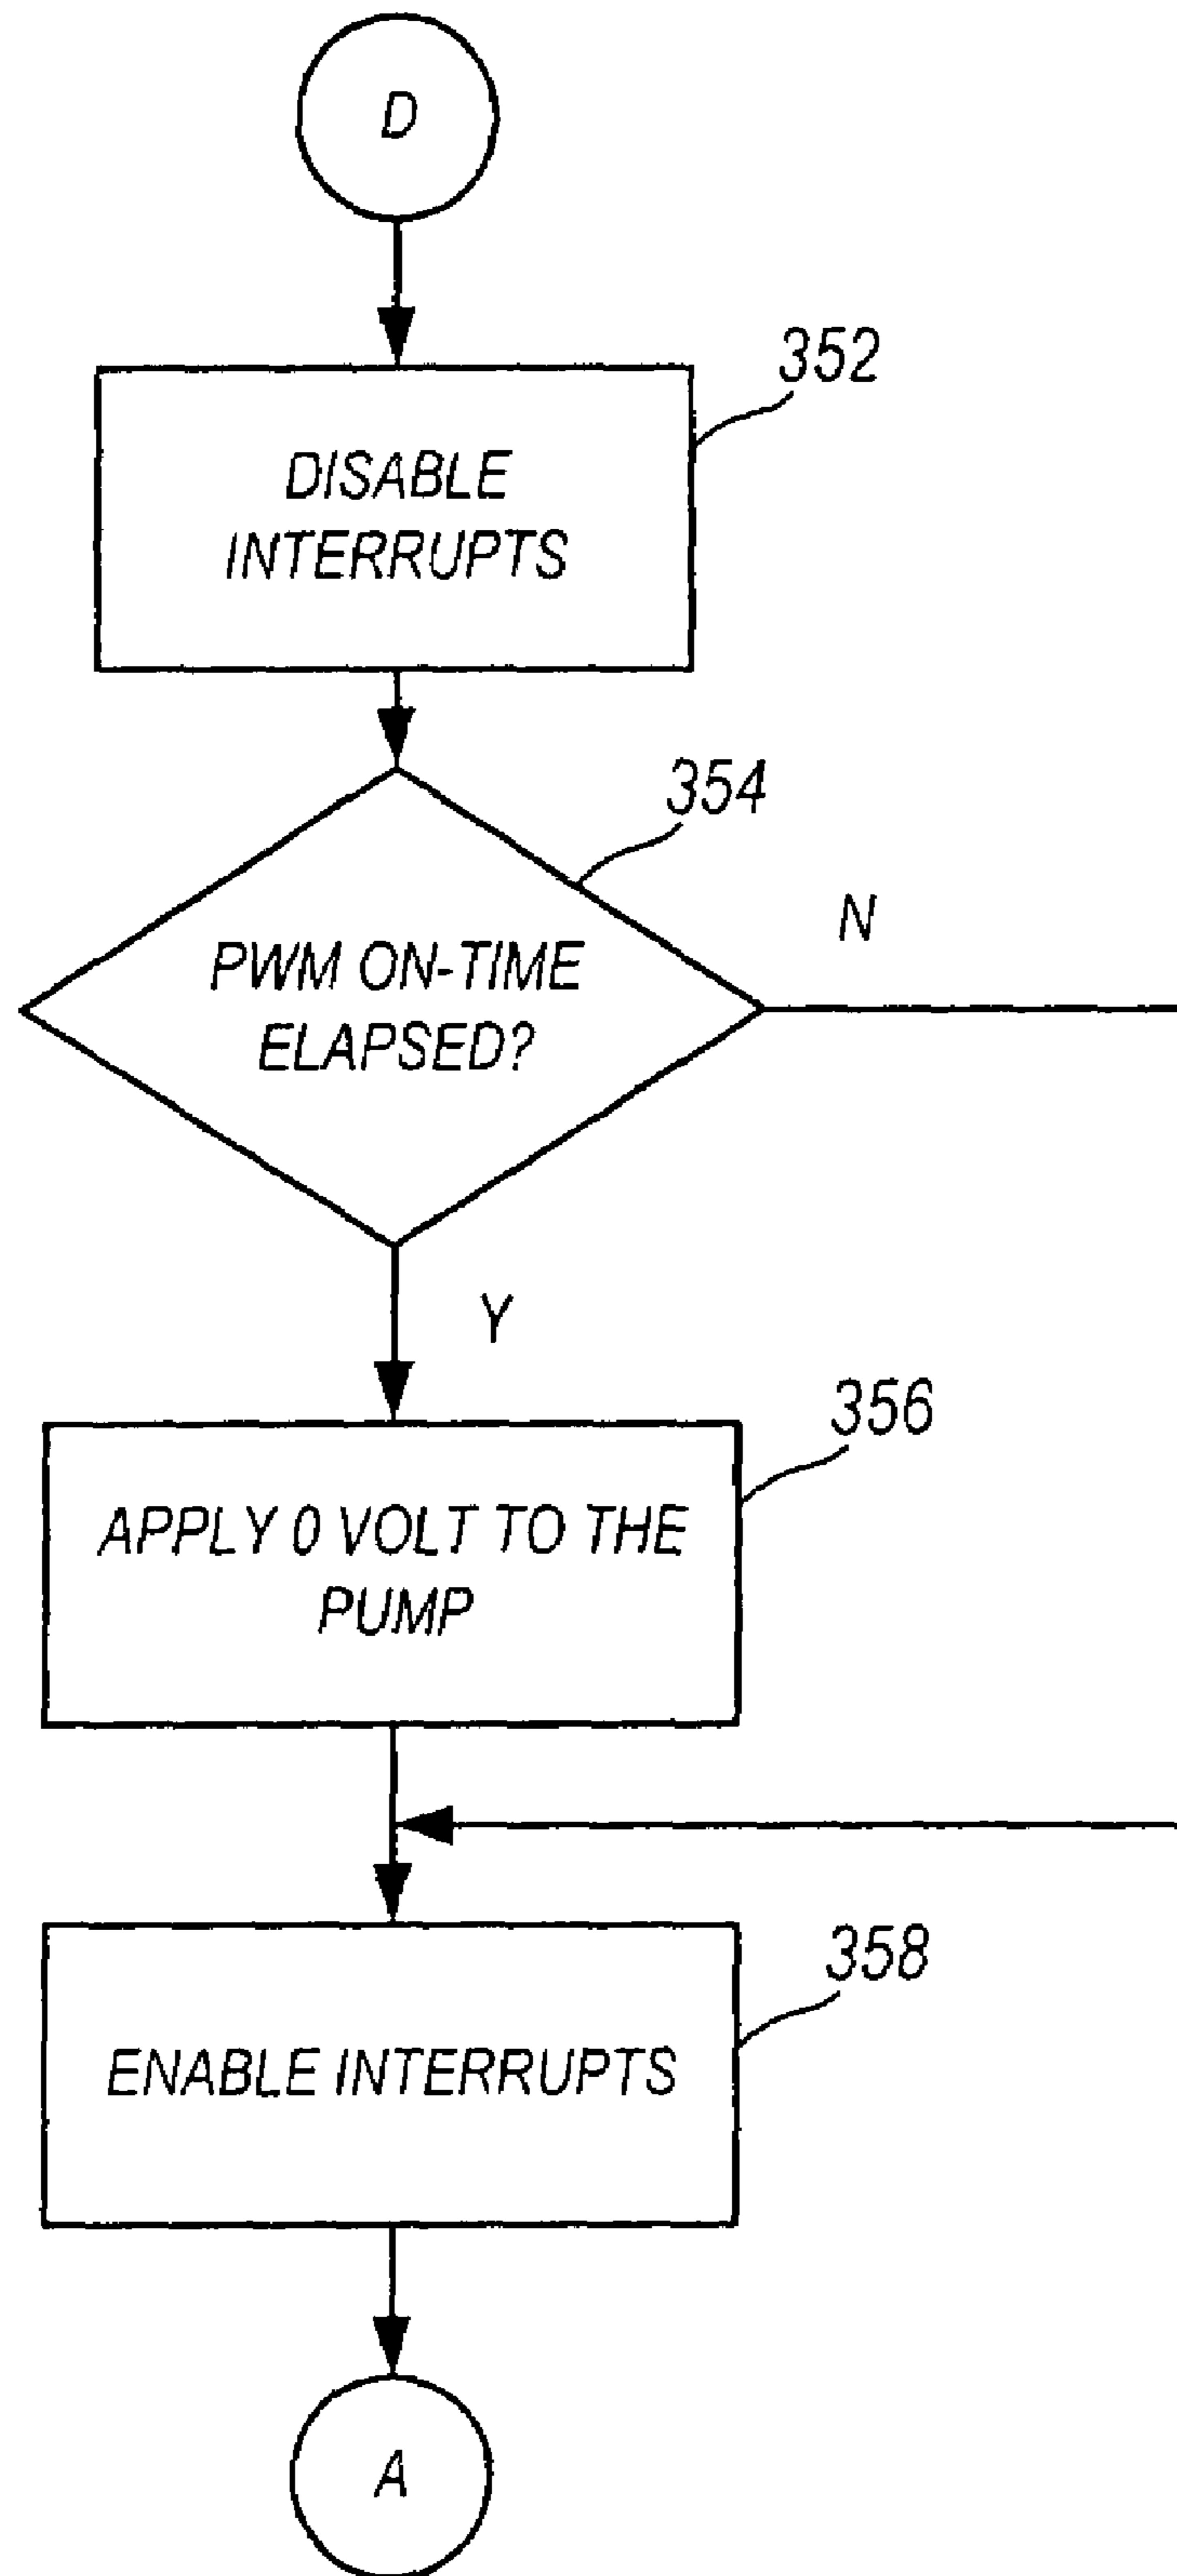 D
352
DISABLE
INTERRUPTS
354
N
PWM ON-TIME
ELAPSED?
Y
356
APPLY 0 VOLT TO THE
PUMP
358
ENABLE INTERRUPTS
A